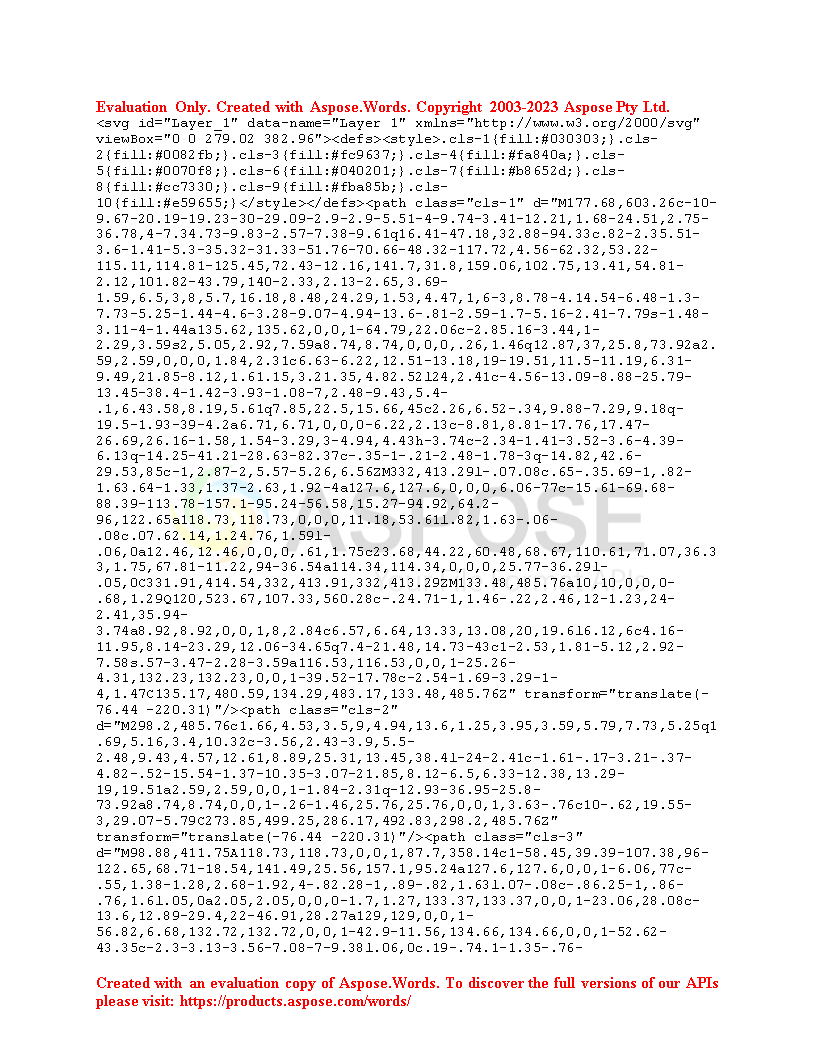 Evaluation Only. Created with Aspose.Words. Copyright 2003-2023 Aspose Pty Ltd.
<svg id="Layer_1" data-name="Layer 1" xmlns="http://www.w3.org/2000/svg"
viewBox="0 0 279.02 382.96"><defs><style>.cls-1{fill:#030303;}.cls-
2{fill:#0082fb;}.cls-3{fill:#fc9637;}.cls-4{fill:#fa840a;}.cls-
5{fill:#0070f8;}.cls-6{fill:#040201;}.cls-7{fill:#b8652d;}.cls-
8{fill:#cc7330;}.cls-9{fill:#fba85b;}.cls-
10{fill:#e59655;}</style></defs><path class="cls-1" d="M177.68,603.26c-10-
9.67-20.19-19.23-30-29.09-2.9-2.9-5.51-4-9.74-3.41-12.21,1.68-24.51,2.75-
36.78,4-7.34.73-9.83-2.57-7.38-9.61q16.41-47.18,32.88-94.33c.82-2.35.51-
3.6-1.41-5.3-35.32-31.33-51.76-70.66-48.32-117.72,4.56-62.32,53.22-
115.11,114.81-125.45,72.43-12.16,141.7,31.8,159.06,102.75,13.41,54.81-
2.12,101.82-43.79,140-2.33,2.13-2.65,3.69-
1.59,6.5,3,8,5.7,16.18,8.48,24.29,1.53,4.47,1,6-3,8.78-4.14.54-6.48-1.3-
7.73-5.25-1.44-4.6-3.28-9.07-4.94-13.6-.81-2.59-1.7-5.16-2.41-7.79s-1.48-
3.11-4-1.44a135.62,135.62,0,0,1-64.79,22.06c-2.85.16-3.44,1-
2.29,3.59s2,5.05,2.92,7.59a8.74,8.74,0,0,0,.26,1.46q12.87,37,25.8,73.92a2.
59,2.59,0,0,0,1.84,2.31c6.63-6.22,12.51-13.18,19-19.51,11.5-11.19,6.31-
9.49,21.85-8.12,1.61.15,3.21.35,4.82.52l24,2.41c-4.56-13.09-8.88-25.79-
13.45-38.4-1.42-3.93-1.08-7,2.48-9.43,5.4-
.1,6.43.58,8.19,5.61q7.85,22.5,15.66,45c2.26,6.52-.34,9.88-7.29,9.18q-
19.5-1.93-39-4.2a6.71,6.71,0,0,0-6.22,2.13c-8.81,8.81-17.76,17.47-
26.69,26.16-1.58,1.54-3.29,3-4.94,4.43h-3.74c-2.34-1.41-3.52-3.6-4.39-
6.13q-14.25-41.21-28.63-82.37c-.35-1-.21-2.48-1.78-3q-14.82,42.6-
29.53,85c-1,2.87-2,5.57-5.26,6.56ZM332,413.29l-.07.08c.65-.35.69-1,.82-
1.63.64-1.33,1.37-2.63,1.92-4a127.6,127.6,0,0,0,6.06-77c-15.61-69.68-
88.39-113.78-157.1-95.24-56.58,15.27-94.92,64.2-
96,122.65a118.73,118.73,0,0,0,11.18,53.61l.82,1.63-.06-
.08c.07.62.14,1.24.76,1.59l-
.06,0a12.46,12.46,0,0,0,.61,1.75c23.68,44.22,60.48,68.67,110.61,71.07,36.3
3,1.75,67.81-11.22,94-36.54a114.34,114.34,0,0,0,25.77-36.29l-
.05,0C331.91,414.54,332,413.91,332,413.29ZM133.48,485.76a10,10,0,0,0-
.68,1.29Q120,523.67,107.33,560.28c-.24.71-1,1.46-.22,2.46,12-1.23,24-
2.41,35.94-
3.74a8.92,8.92,0,0,1,8,2.84c6.57,6.64,13.33,13.08,20,19.6l6.12,6c4.16-
11.95,8.14-23.29,12.06-34.65q7.4-21.48,14.73-43c1-2.53,1.81-5.12,2.92-
7.58s.57-3.47-2.28-3.59a116.53,116.53,0,0,1-25.26-
4.31,132.23,132.23,0,0,1-39.52-17.78c-2.54-1.69-3.29-1-
4,1.47C135.17,480.59,134.29,483.17,133.48,485.76Z" transform="translate(-
76.44 -220.31)"/><path class="cls-2"
d="M298.2,485.76c1.66,4.53,3.5,9,4.94,13.6,1.25,3.95,3.59,5.79,7.73,5.25q1
.69,5.16,3.4,10.32c-3.56,2.43-3.9,5.5-
2.48,9.43,4.57,12.61,8.89,25.31,13.45,38.4l-24-2.41c-1.61-.17-3.21-.37-
4.82-.52-15.54-1.37-10.35-3.07-21.85,8.12-6.5,6.33-12.38,13.29-
19,19.51a2.59,2.59,0,0,1-1.84-2.31q-12.93-36.95-25.8-
73.92a8.74,8.74,0,0,1-.26-1.46,25.76,25.76,0,0,1,3.63-.76c10-.62,19.55-
3,29.07-5.79C273.85,499.25,286.17,492.83,298.2,485.76Z"
transform="translate(-76.44 -220.31)"/><path class="cls-3"
d="M98.88,411.75A118.73,118.73,0,0,1,87.7,358.14c1-58.45,39.39-107.38,96-
122.65,68.71-18.54,141.49,25.56,157.1,95.24a127.6,127.6,0,0,1-6.06,77c-
.55,1.38-1.28,2.68-1.92,4-.82.28-1,.89-.82,1.63l.07-.08c-.86.25-1,.86-
.76,1.6l.05,0a2.05,2.05,0,0,0-1.7,1.27,133.37,133.37,0,0,1-23.06,28.08c-
13.6,12.89-29.4,22-46.91,28.27a129,129,0,0,1-
56.82,6.68,132.72,132.72,0,0,1-42.9-11.56,134.66,134.66,0,0,1-52.62-
43.35c-2.3-3.13-3.56-7.08-7-9.38l.06,0c.19-.74.1-1.35-.76-
Created with an evaluation copy of Aspose.Words. To discover the full versions of our APIs
please visit: https://products.aspose.com/words/